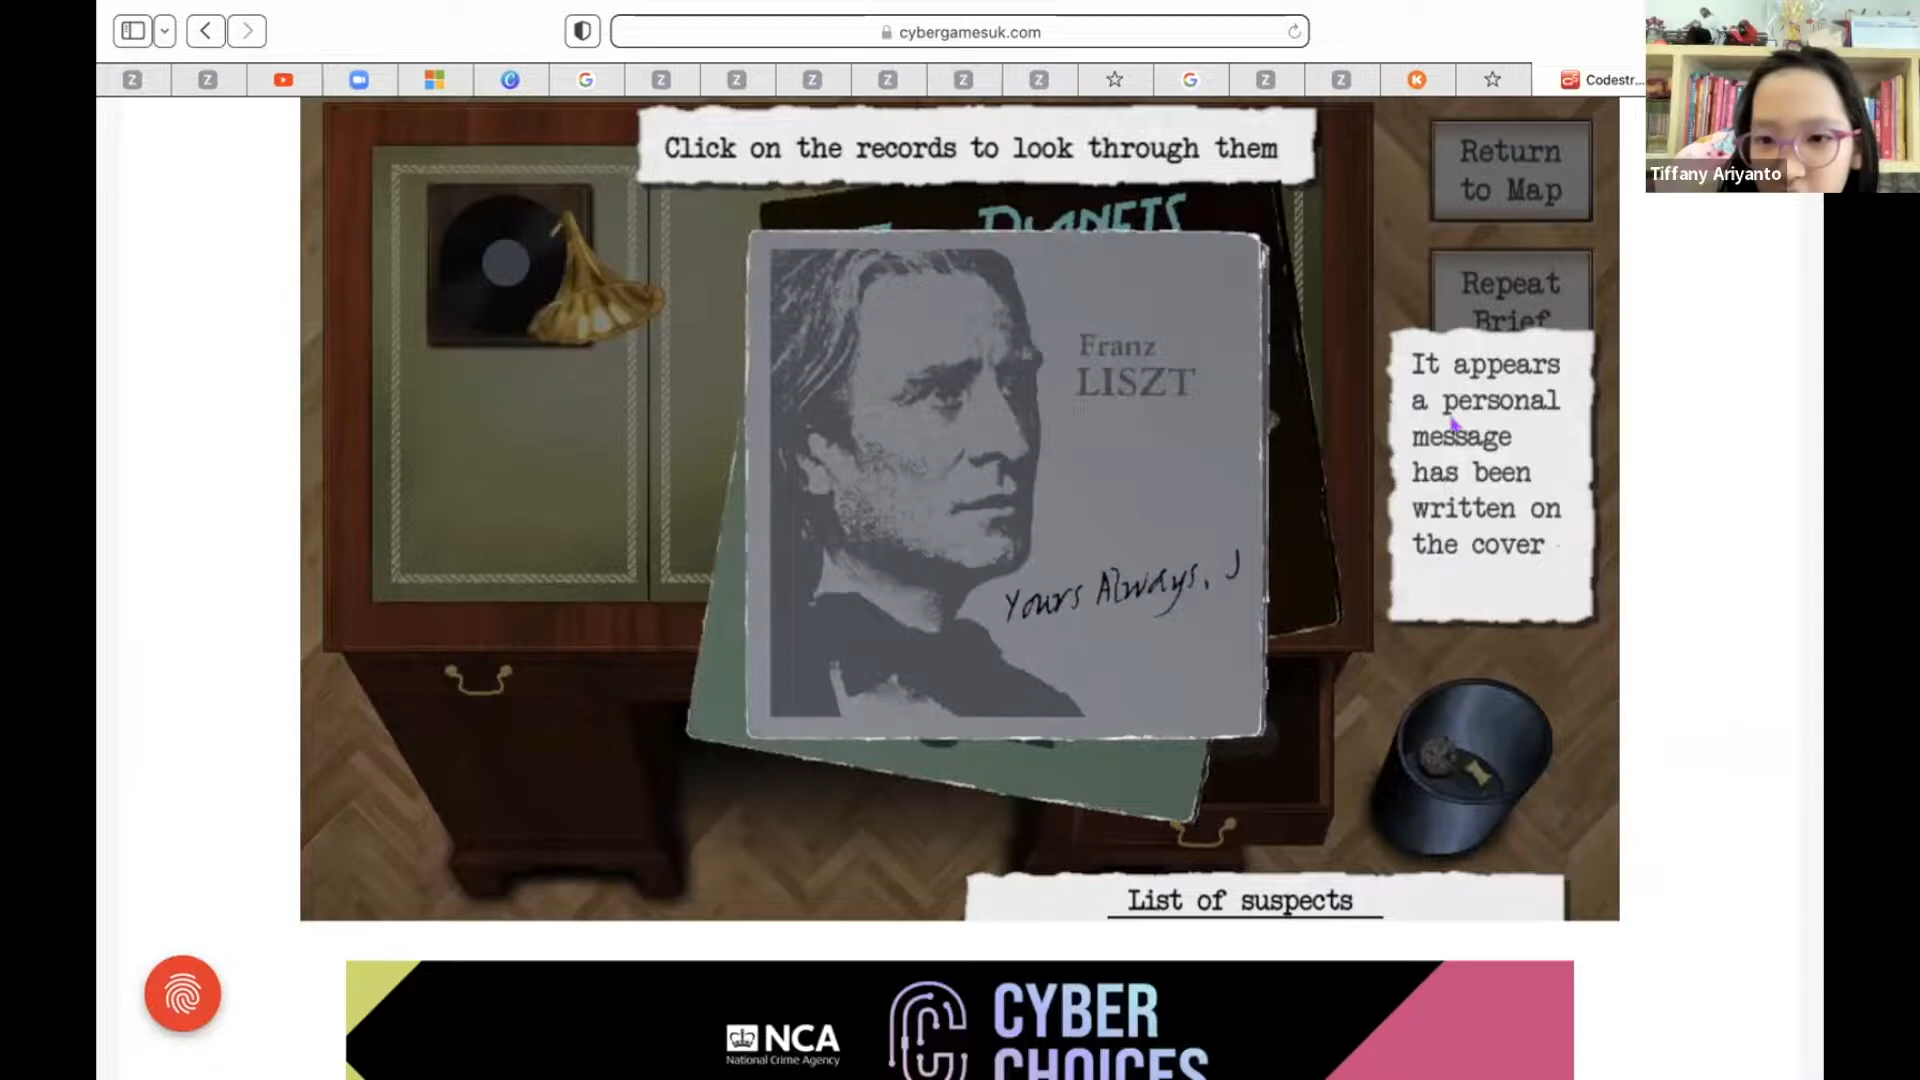 cybergamesuk.com
Codestr...
Tiffany Ariyanto
Click on the records to look through them
Return
to Map
PLANETS
Repeat
Brief
Franz
LISZT
It appears
a personal
message
has been
written on
the cover
Yours Always, J
List of suspects
NCA
National Crime Agency
CYBER
CHOICES